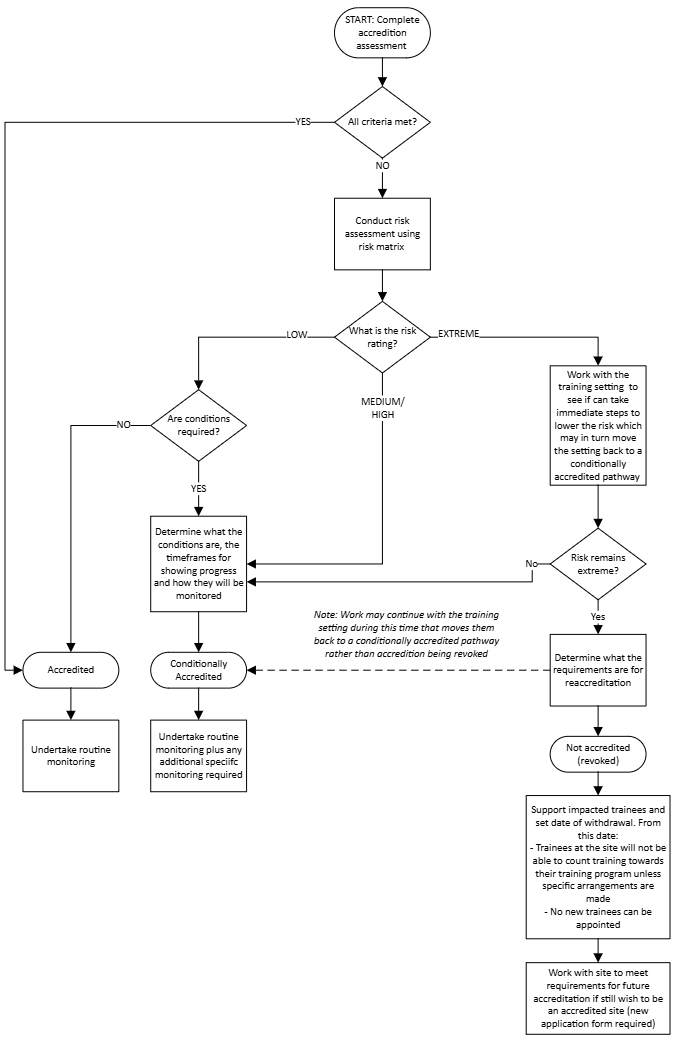 START: Complete
accredition
assessment
All criteria met?
YES
NO
Conduct risk
assessment using
risk matrix
What is the risk
rating?
LOW
EXTREME
MEDIUM/
HIGH
Work with the
training setting to
see if can take
immediate steps to
lower the risk which
may in turn move
the setting back to a
conditionally
accredited pathway
Are conditions
required?
NO
YES
Determine what the
conditions are, the
timeframes for
showing progress
and how they will be
monitored
Risk remains
extreme?
No
Yes
Note: Work may continue with the training
setting during this time that moves them
back to a conditionally accredited pathway
rather than accreditation being revoked
Determine what the
requirements are for
reaccreditation
Accredited
Conditionally
Accredited
Undertake routine
monitoring
Undertake routine
monitoring plus any
additional speciifc
monitoring required
Not accredited
(revoked)
Support impacted trainees and
set date of withdrawal. From
this date:
- Trainees at the site will not be
able to count training towards
their training program unless
specific arrangements are
made
- No new trainees can be
appointed
Work with site to meet
requirements for future
accreditation if still wish to be
an accredited site (new
application form required)